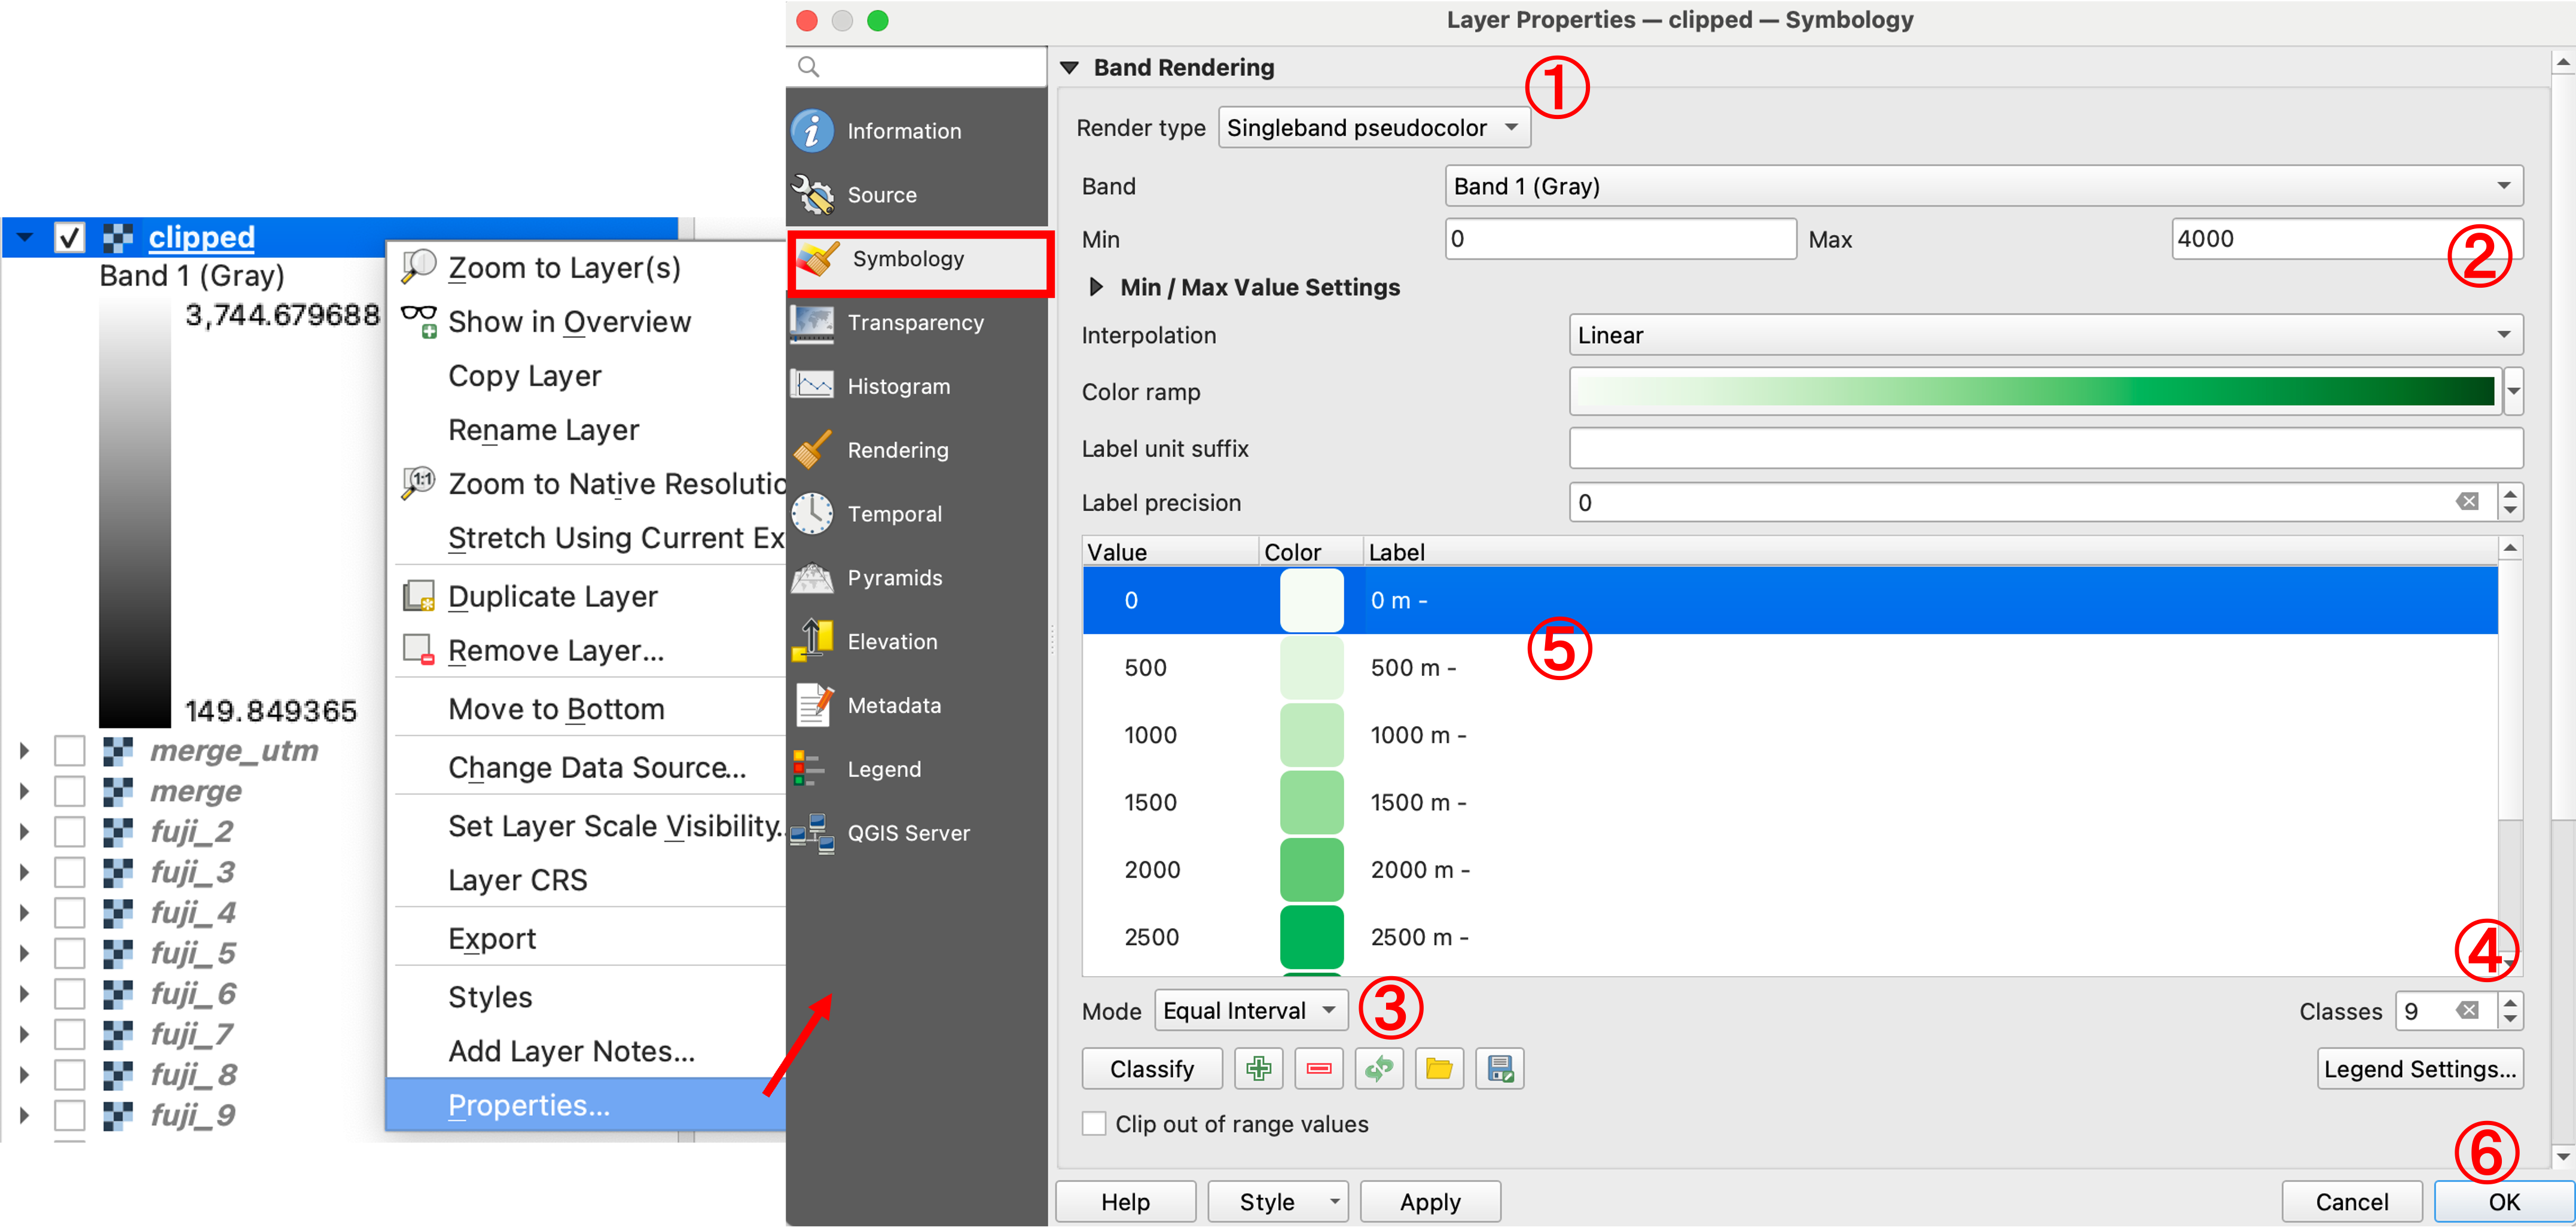 clipped
Band 1 (Gray)
3,744.679688
149.849365
merge_utm
merge
fuji_2
fuji_3
fuji_4
fuji_5
fuji_6
fuji_7
fuji_8
fuji_9
Zoom to Layer(s)
Show in Overview
Copy Layer
Rename Layer
Zoom to Native Resolutio
Stretch Using Current Ex
Duplicate Layer
Remove Layer...
Move to Bottom
Change Data Source...
Set Layer Scale Visibility.
Layer CRS
Export
Styles
Add Layer Notes...
Properties...
Layer Properties — clipped — Symbology
Information
Source
Symbology
Transparency
Histogram
Rendering
Temporal
Pyramids
Elevation
Metadata
Legend
QGIS Server
Band Rendering
①
Render type Singleband pseudocolor
Band Band 1 (Gray)
Min 0 Max 4000 ②
Min / Max Value Settings
Interpolation Linear
Color ramp
Label unit suffix
Label precision 0
Value Color Label
0 0 m -
⑤
500 500 m -
1000 1000 m -
1500 1500 m -
2000 2000 m -
2500 2500 m -
④
Mode Equal Interval ③ Classes 9
Classify Legend Settings...
Clip out of range values
⑥
Help Style Apply Cancel OK